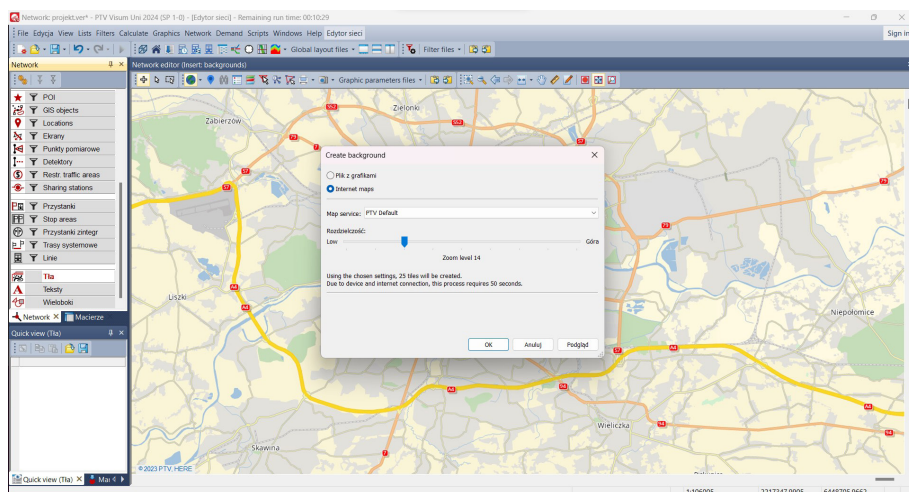 Network: projekt.ver* - PTV Visum Uni 2024 (SP 1-0) - [Edytor sieci] - Remaining run time: 00:10:29
File Edycja View Lists Filters Calculate Graphics Network Demand Scripts Windows Help Edytor sieci Sign in
Global layout files Filter files
Network
Network editor (Insert: backgrounds)
Graphic parameters files
POI
GIS objects
Locations
Ekrany
Punkty pomiarowe
Detektory
Restr. traffic areas
Sharing stations
Przystanki
Stop areas
Przystanki zintegr
Trasy systemowe
Linie
Tła
Teksty
Wieloboki
Network Macierze
Quick view (Tła)
Quick view (Tła)
Zabierzów
Zielonki
Liszki
Skawina
Wieliczka
Niepołomice
79
S7
A4
94
7
©2023 PTV, HERE
Create background
Plik z grafikami
Internet maps
Map service: PTV Default
Rozdzielczość:
Low Góra
Zoom level 14
Using the chosen settings, 25 tiles will be created.
Due to device and internet connection, this process requires 50 seconds.
OK Anuluj Podgląd